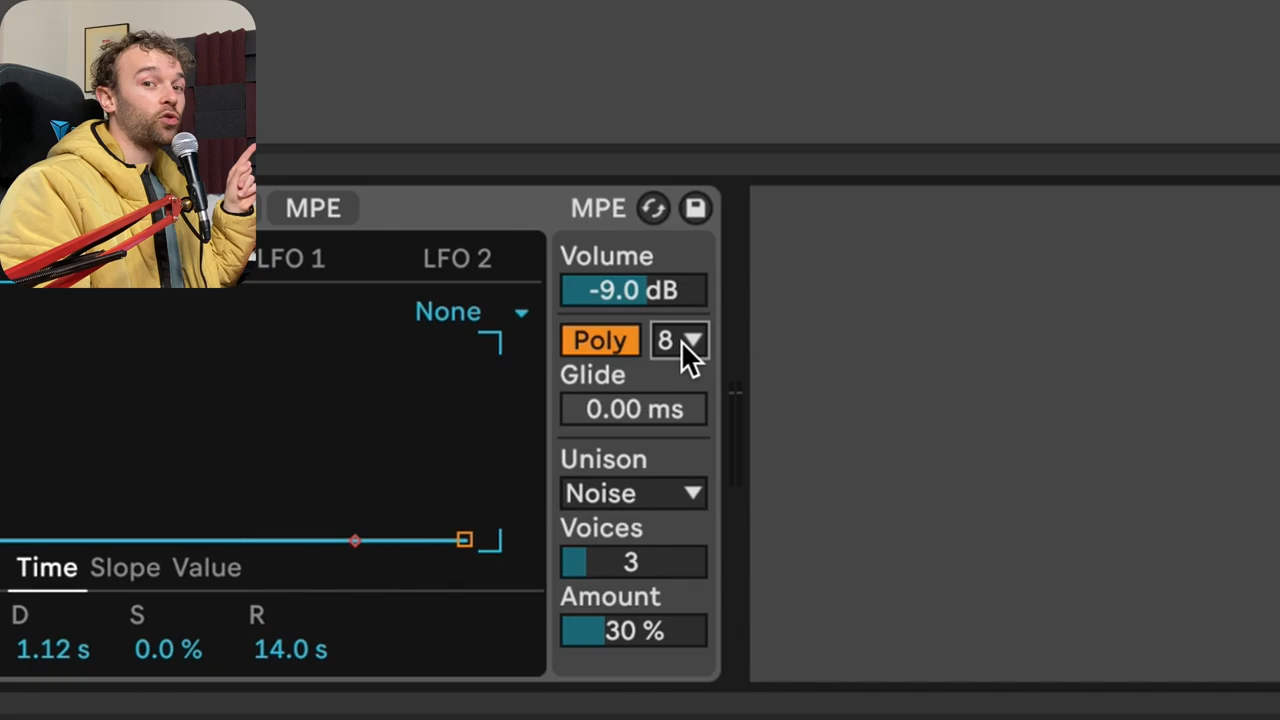 MPE MPE
LFO 1 LFO 2
Volume
-9.0 dB
None
Poly 8
Glide
0.00 ms
Unison
Noise
Voices
3
Time Slope Value
Amount
D S R
30 %
1.12 s 0.0 % 14.0 s